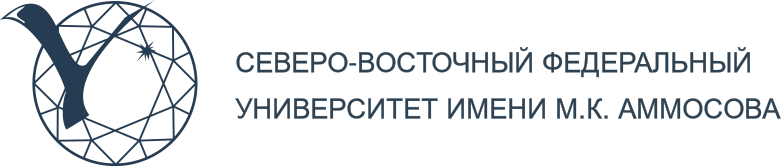 СЕВЕРО-ВОСТОЧНЫЙ ФЕДЕРАЛЬНЫЙ
УНИВЕРСИТЕТ ИМЕНИ М.К. АММОСОВА